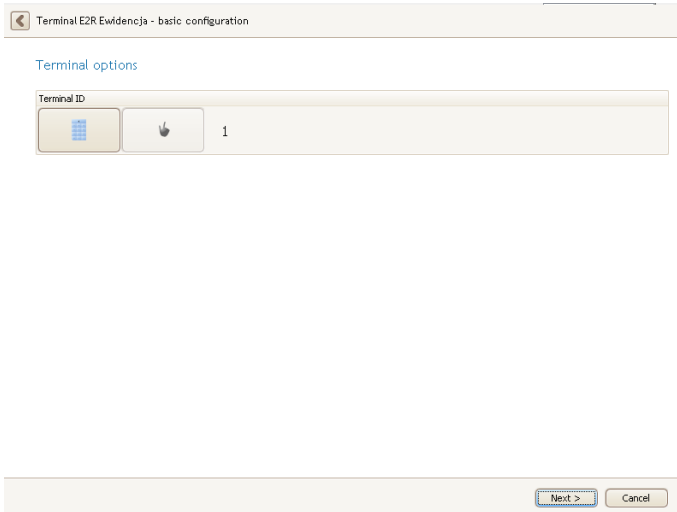 Terminal E2R Ewidencja - basic configuration
Terminal options
Terminal ID
1
Next >
Cancel